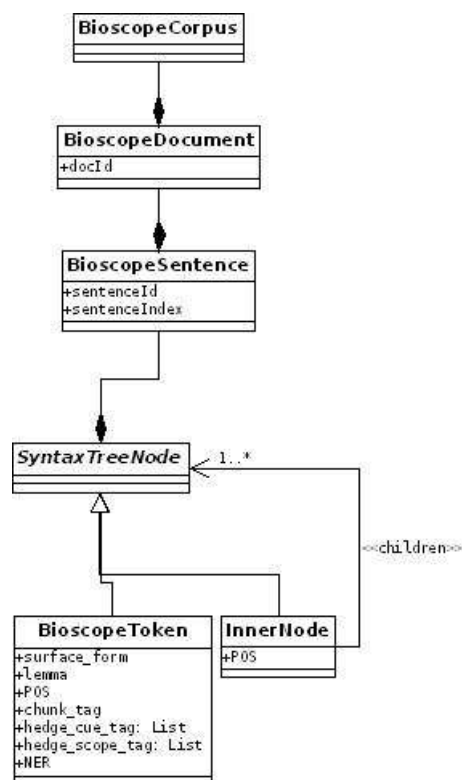 BioscopeCorpus
BioscopeDocument
+docId
BioscopeSentence
+sentenceId
+sentenceIndex
SyntaxTreeNode
1..*
<<children>>
BioscopeToken
+surface_form
+lemma
+POS
+chunk_tag
+hedge_cue_tag: List
+hedge_scope_tag: List
+NER
InnerNode
+POS